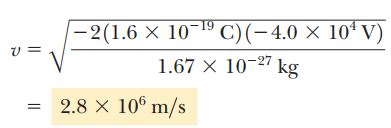 v = √(−2(1.6 × 10⁻¹⁹ C)(−4.0 × 10⁴ V) / 1.67 × 10⁻²⁷ kg)
= 2.8 × 10⁶ m/s